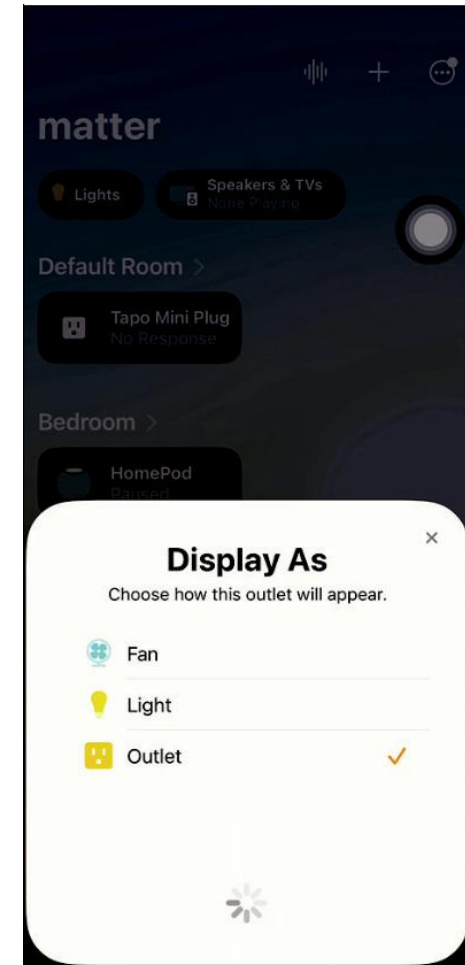 matter
Lights
Speakers & TVs
None Playing
Default Room >
Tapo Mini Plug
No Response
Bedroom >
HomePod
Paused
Display As
Choose how this outlet will appear.
Fan
Light
Outlet